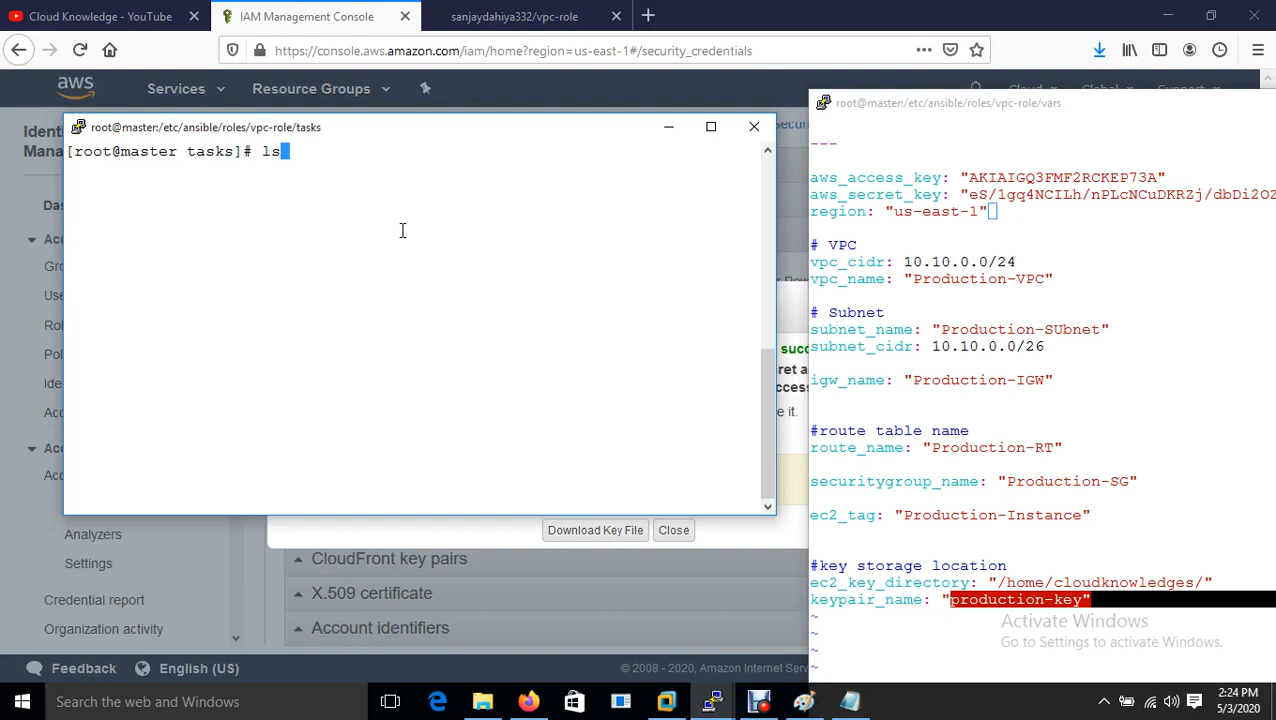 Cloud Knowledge - YouTube
IAM Management Console
sanjaydahiya332/vpc-role
https://console.aws.amazon.com/iam/home?region=us-east-1#/security_credentials
aws
Services
Resource Groups
root@master:/etc/ansible/roles/vpc-role/tasks
[root@master tasks]# ls
Analyzers
Settings
Credential report
Organization activity
Download Key File
Close
CloudFront key pairs
X.509 certificate
Account identifiers
Feedback
English (US)
© 2008 - 2020, Amazon Internet Serv
root@master:/etc/ansible/roles/vpc-role/vars
---
aws_access_key: "AKIAIGQ3FMF2RCKEP73A"
aws_secret_key: "eS/1gq4NCILh/nPLcNCuDKRZj/dbDi2OZ
region: "us-east-1"
# VPC
vpc_cidr: 10.10.0.0/24
vpc_name: "Production-VPC"
# Subnet
subnet_name: "Production-SUbnet"
subnet_cidr: 10.10.0.0/26
igw_name: "Production-IGW"
#route table name
route_name: "Production-RT"
securitygroup_name: "Production-SG"
ec2_tag: "Production-Instance"
#key storage location
ec2_key_directory: "/home/cloudknowledges/"
keypair_name: "production-key"
~
~
~
~
Activate Windows
Go to Settings to activate Windows.
Search Windows
2:24 PM
5/3/2020